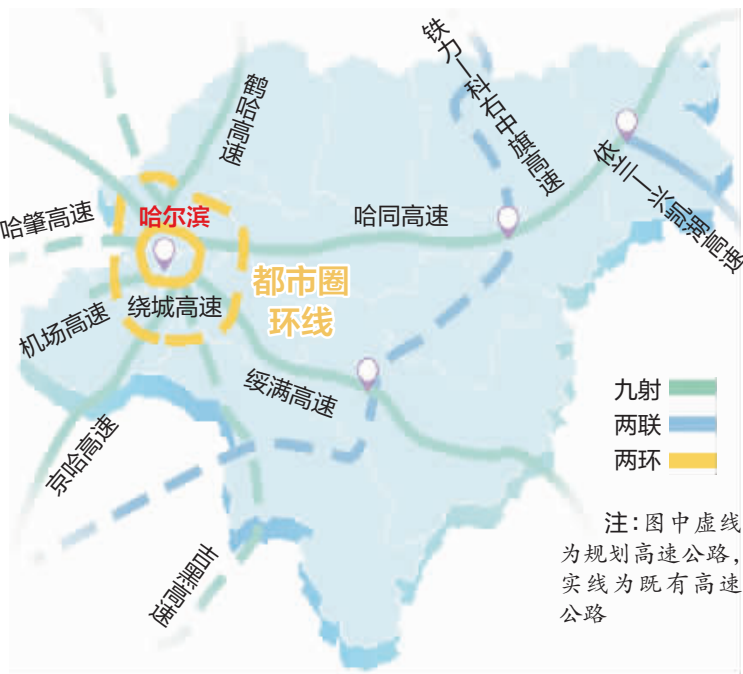 铁力—科右中旗高速
鹤哈高速
依兰—兴凯湖高速
哈肇高速
哈尔滨
哈同高速
都市圈
环线
机场高速
绕城高速
绥满高速
京哈高速
吉黑高速
九射
两联
两环
注:图中虚线
为规划高速公路,
实线为既有高速
公路